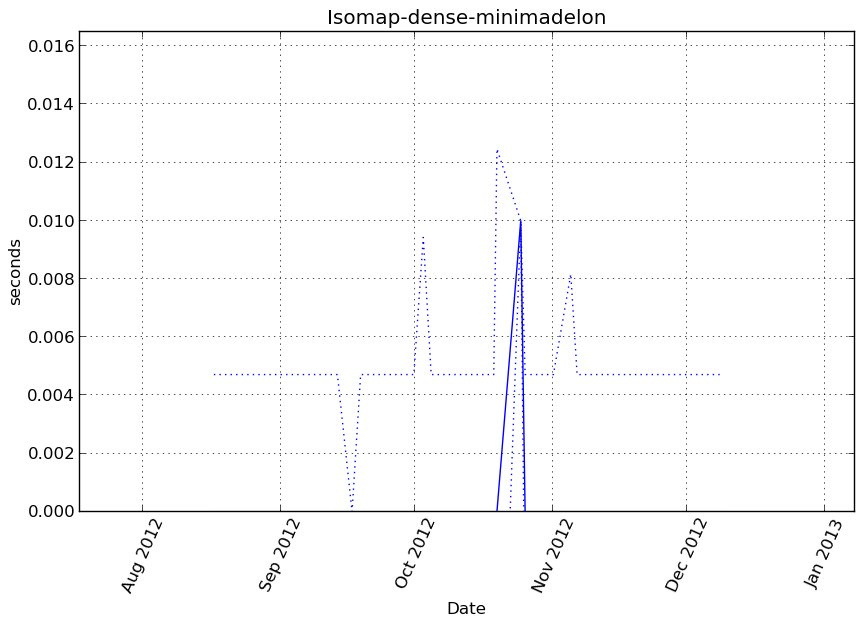 Isomap-dense-minimadelon
0.016
0.014
0.012
0.010
0.008
0.006
0.004
0.002
0.000
seconds
Aug 2012
Sep 2012
Oct 2012
Nov 2012
Dec 2012
Jan 2013
Date